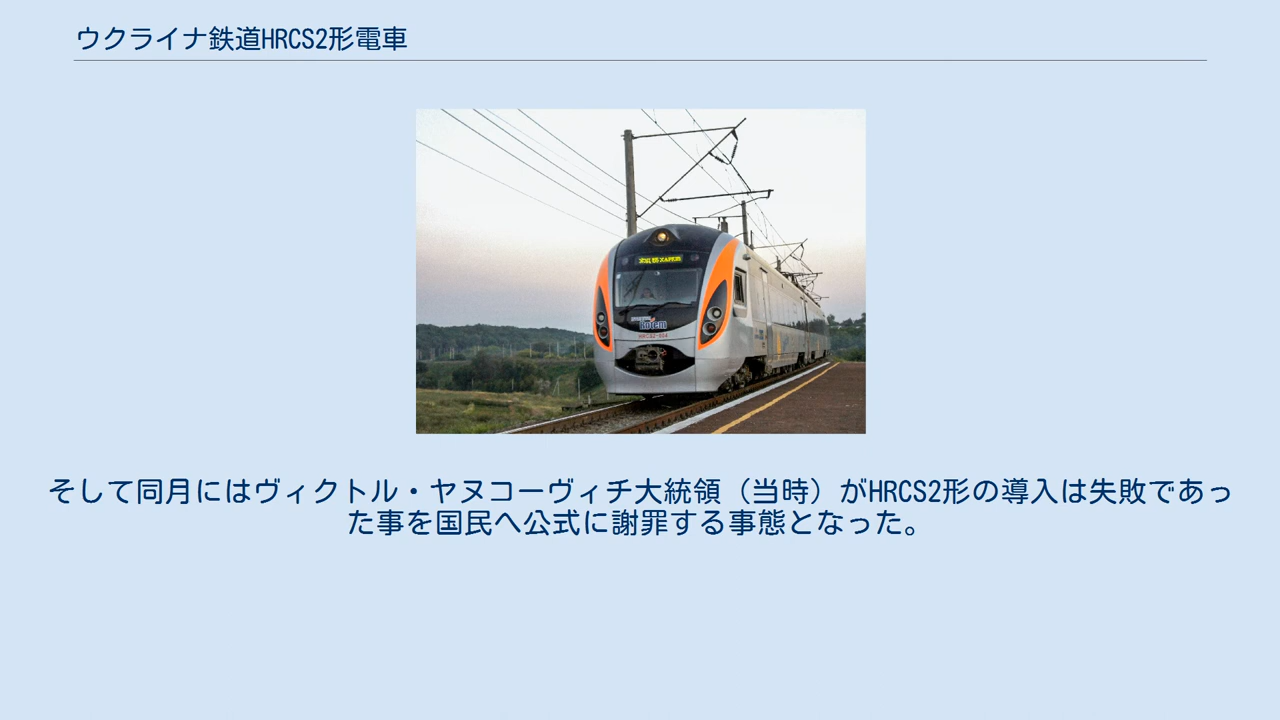 ウクライナ鉄道HRCS2形電車
Rotem
そして同月にはヴィクトル・ヤヌコーヴィチ大統領（当時）がHRCS2形の導入は失敗であっ
た事を国民へ公式に謝罪する事態となった。